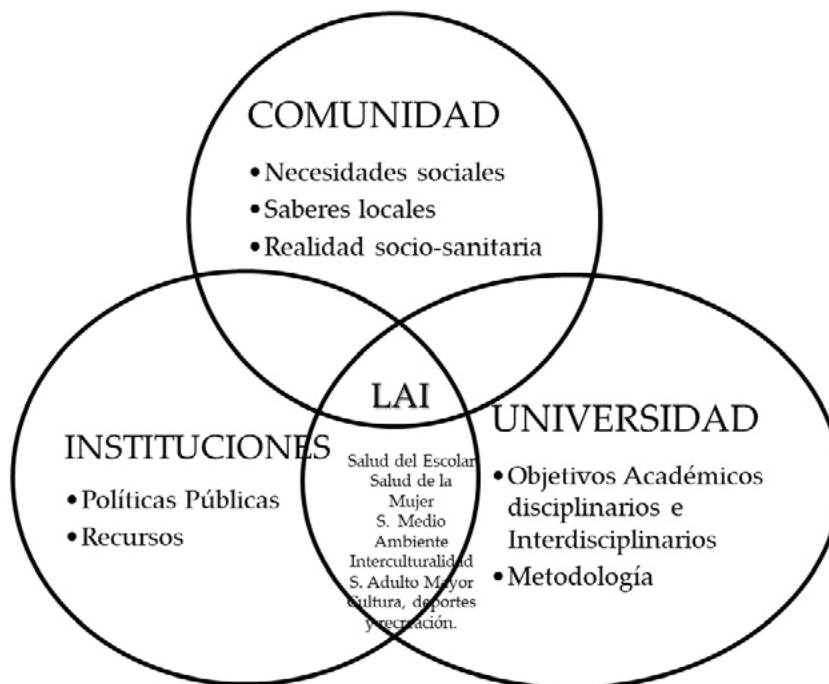 COMUNIDAD
•Necesidades sociales
•Saberes locales
•Realidad socio-sanitaria
LAI
INSTITUCIONES
•Políticas Públicas
•Recursos
Salud del Escolar
Salud de la
Mujer
S. Medio
Ambiente
Interculturalidad
S. Adulto Mayor
Cultura, deportes
y recreación.
UNIVERSIDAD
•Objetivos Académicos
disciplinarios e
Interdisciplinarios
•Metodología